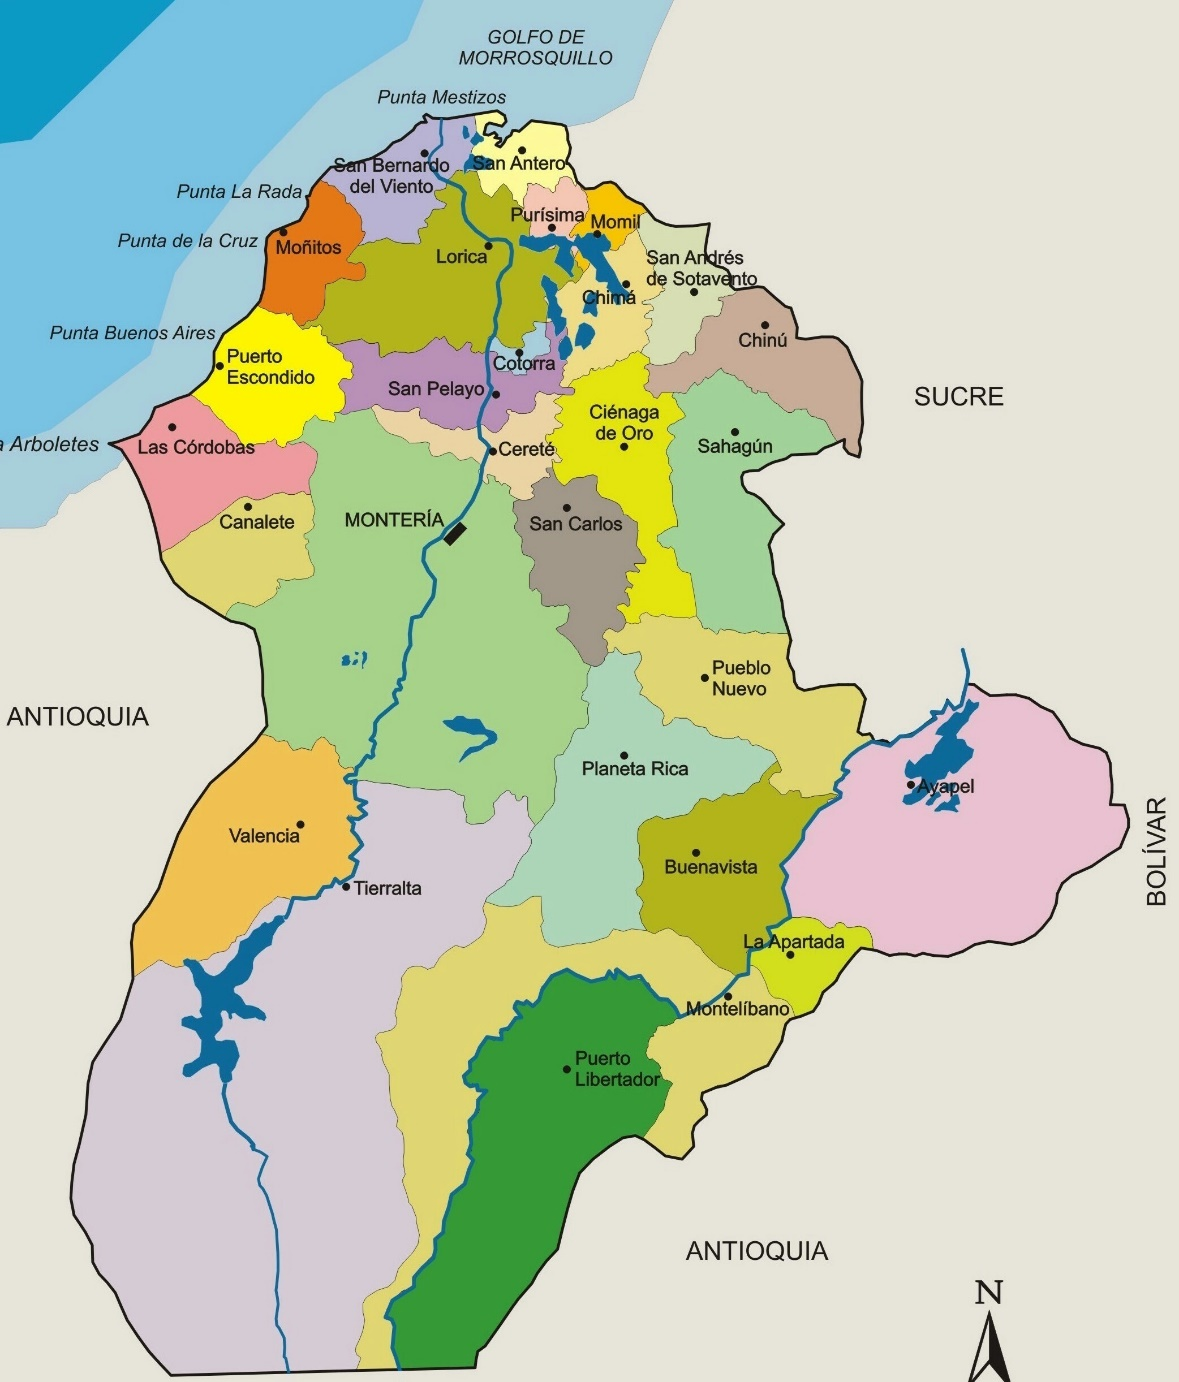 GOLFO DE
MORROSQUILLO
Punta Mestizos
San Bernardo
del Viento
San Antero
Punta La Rada
Purísima
Momil
Punta de la Cruz
Moñitos
Lorica
San Andrés
de Sotavento
Chimá
Punta Buenos Aires
Chinú
Puerto
Escondido
Cotorra
San Pelayo
SUCRE
Ciénaga
de Oro
a Arboletes
Las Córdobas
Cereté
Sahagún
Canalete
MONTERÍA
San Carlos
Pueblo
Nuevo
ANTIOQUIA
Planeta Rica
Ayapel
Valencia
BOLÍVAR
Buenavista
Tierralta
La Apartada
Montelíbano
Puerto
Libertador
ANTIOQUIA
N